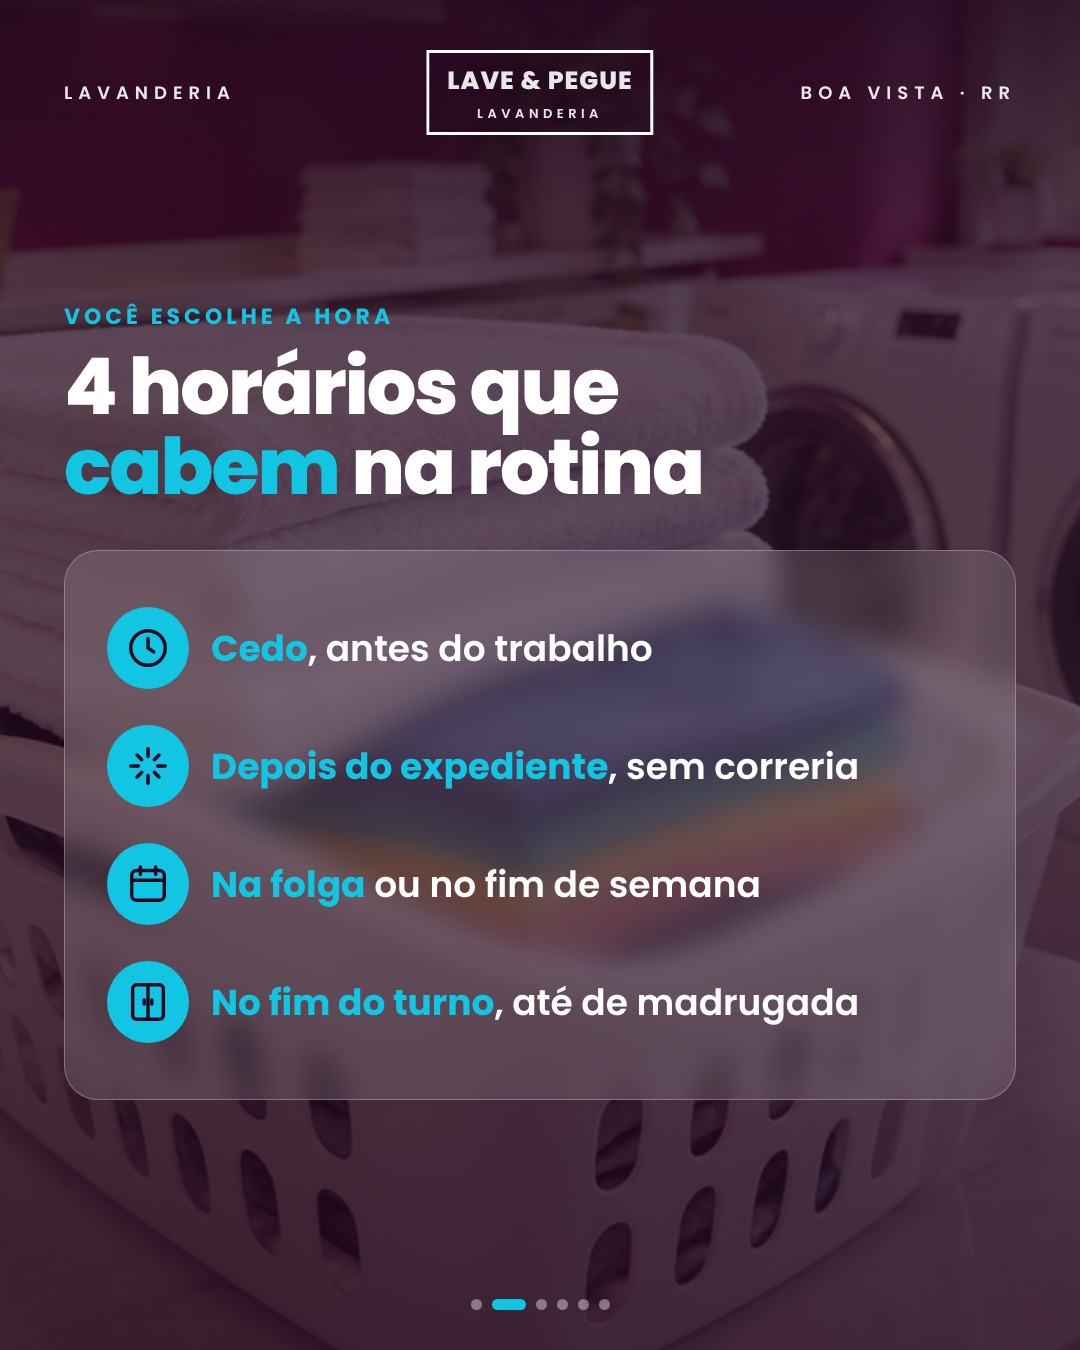 LAVANDERIA
LAVE & PEGUE
LAVANDERIA
BOA VISTA · RR
VOCÊ ESCOLHE A HORA
4 horários que
cabem na rotina
Cedo, antes do trabalho
Depois do expediente, sem correria
Na folga ou no fim de semana
No fim do turno, até de madrugada